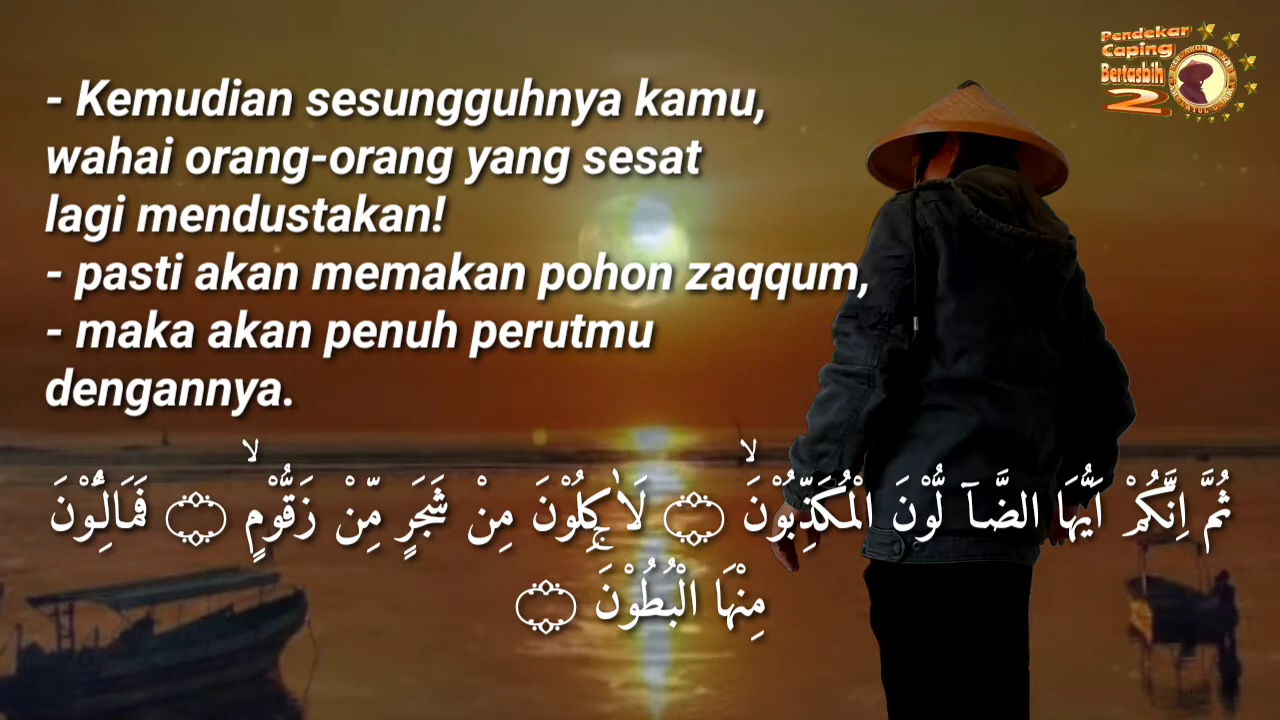 - Kemudian sesungguhnya kamu,
wahai orang-orang yang sesat
lagi mendustakan!
- pasti akan memakan pohon zaqqum,
- maka akan penuh perutmu
dengannya.
ثُمَّ اِنَّكُمْ اَيُّهَا الضَّاۤ لُّوْنَ الْمُكَذِّبُوْنَۙ ۝ لَاٰكِلُوْنَ مِنْ شَجَرٍ مِّنْ زَقُّوْمٍۙ ۝ فَمَالِـُٔوْنَ
مِنْهَا الْبُطُوْنَۚ ۝
Pendekar
Caping
Bertasbih
2